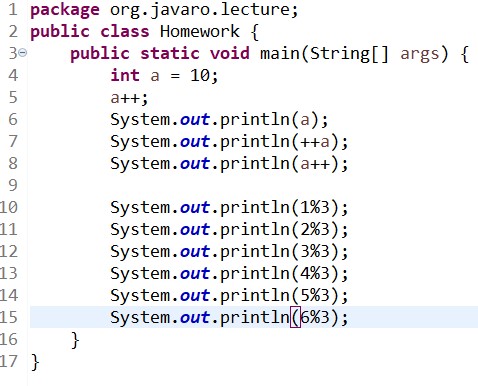 1 package org.javaro.lecture;
2 public class Homework {
3 public static void main(String[] args) {
4 int a = 10;
5 a++;
6 System.out.println(a);
7 System.out.println(++a);
8 System.out.println(a++);
9
10 System.out.println(1%3);
11 System.out.println(2%3);
12 System.out.println(3%3);
13 System.out.println(4%3);
14 System.out.println(5%3);
15 System.out.println(6%3);
16 }
17 }